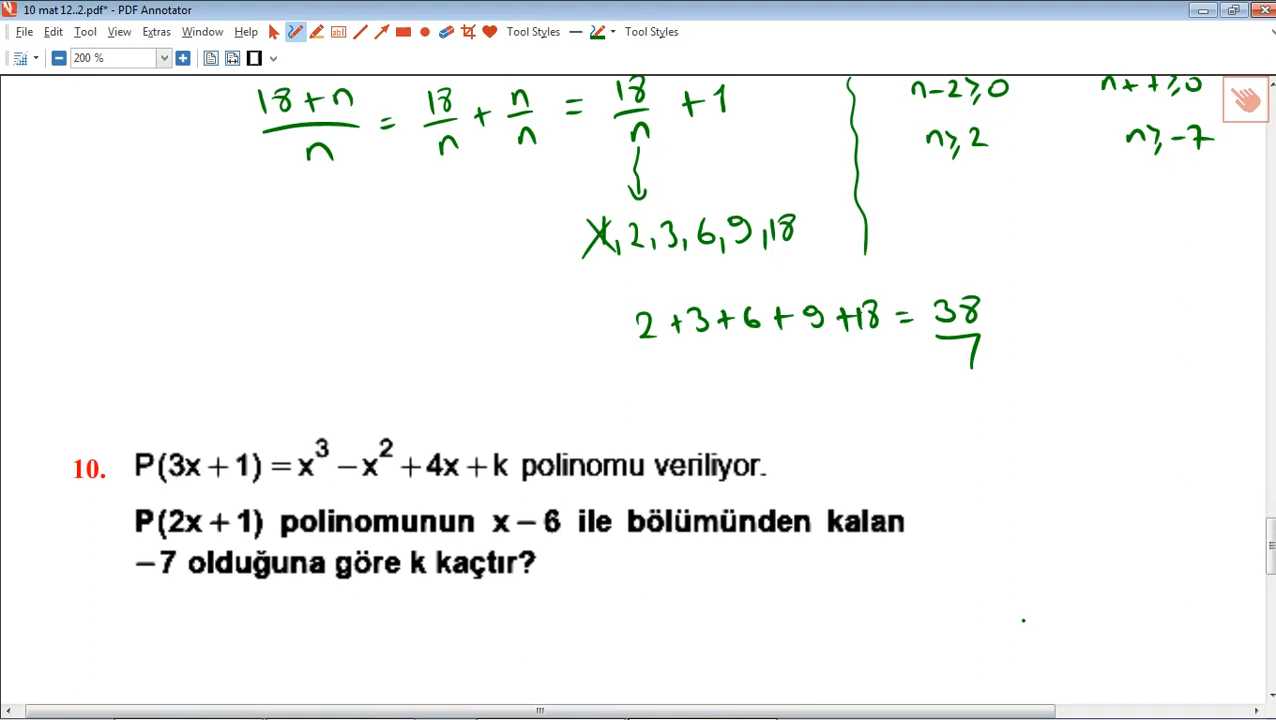 10 mat 12..2.pdf* - PDF Annotator
File Edit Tool View Extras Window Help Tool Styles Tool Styles
200 %
18+n/n = 18/n + n/n = 18/n + 1
n-2≥0 n+7≥0
n≥2 n≥-7
1, 2, 3, 6, 9, 18
2+3+6+9+18 = 38
10. P(3x+1) = x³ – x² + 4x + k polinomu veriliyor.
P(2x + 1) polinomunun x – 6 ile bölümünden kalan
–7 olduğuna göre k kaçtır?